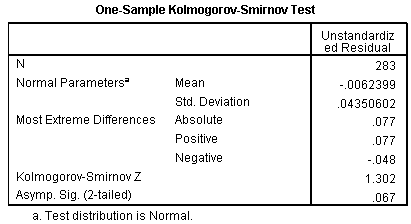 One-Sample Kolmogorov-Smirnov Test
Unstandardiz
ed Residual
N 283
Normal Parametersa Mean -.0062399
Std. Deviation .04350602
Most Extreme Differences Absolute .077
Positive .077
Negative -.048
Kolmogorov-Smirnov Z 1.302
Asymp. Sig. (2-tailed) .067
a. Test distribution is Normal.